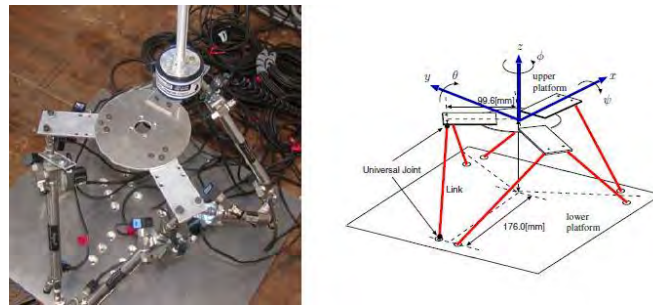 z
ϕ
y
θ
99.6[mm]
upper
platform
x
ψ
Universal Joint
Link
lower
platform
176.0[mm]